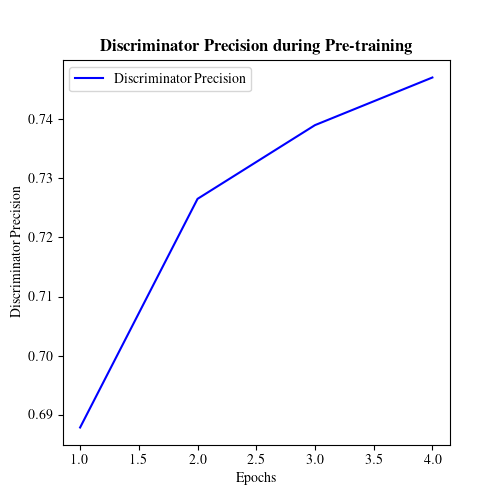 Discriminator Precision during Pre-training
Discriminator Precision
Discriminator Precision
0.74
0.73
0.72
0.71
0.70
0.69
1.0 1.5 2.0 2.5 3.0 3.5 4.0
Epochs